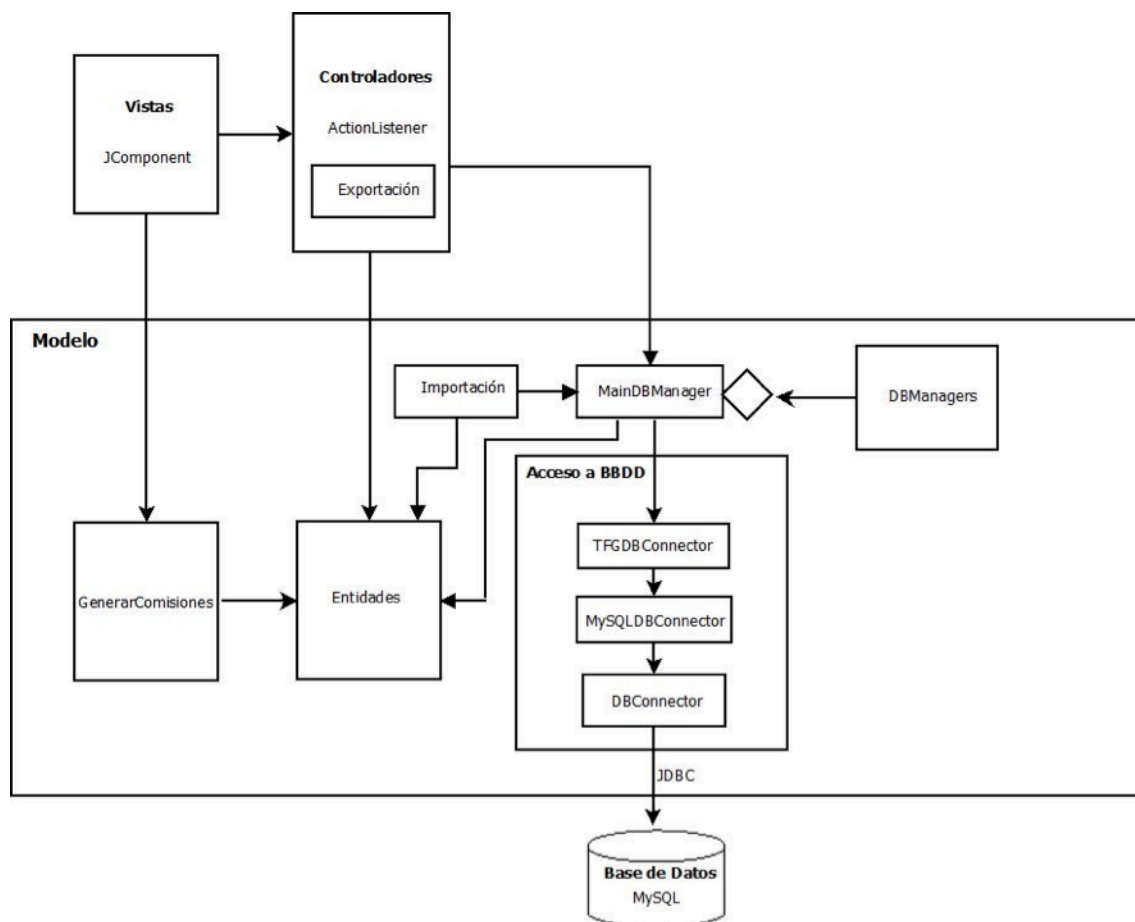 Controladores
ActionListener
Exportación
Vistas
JComponent
Modelo
Importación
MainDBManager
DBManagers
Acceso a BBDD
TFGDBConnector
MySQLDBConnector
DBConnector
GenerarComisiones
Entidades
JDBC
Base de Datos
MySQL